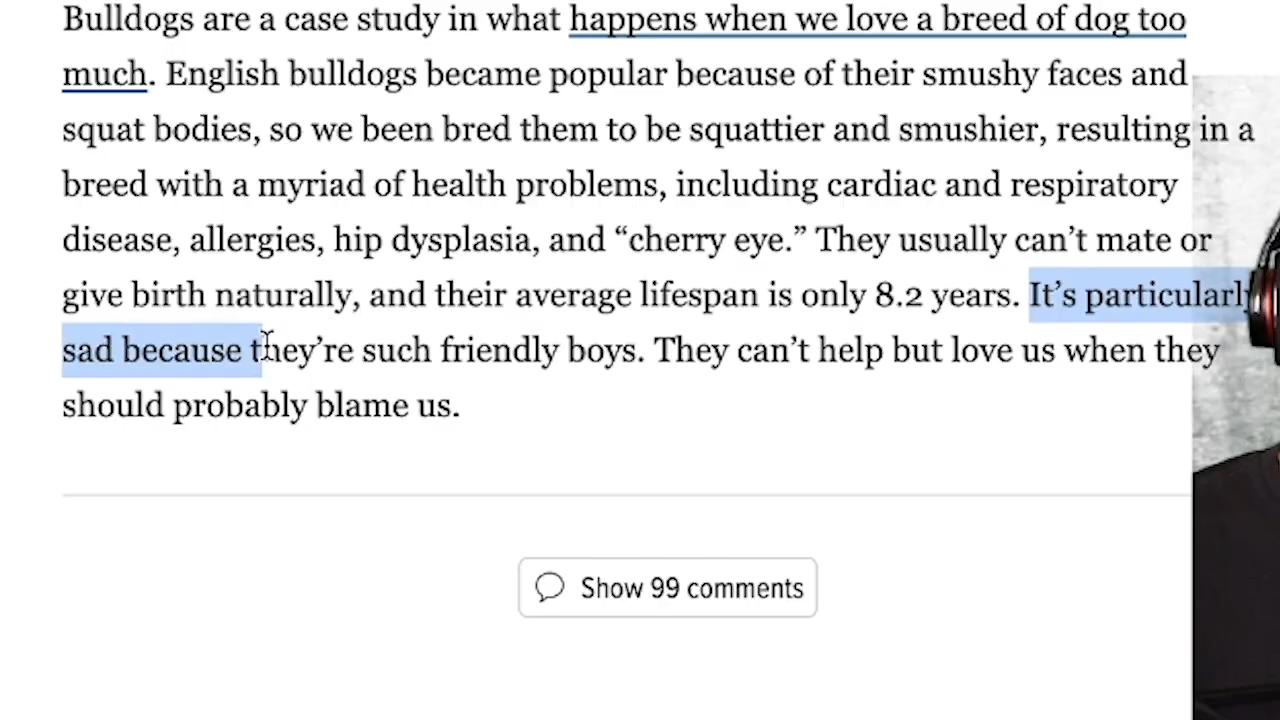 Bulldogs are a case study in what happens when we love a breed of dog too
much. English bulldogs became popular because of their smushy faces and
squat bodies, so we been bred them to be squattier and smushier, resulting in a
breed with a myriad of health problems, including cardiac and respiratory
disease, allergies, hip dysplasia, and “cherry eye.” They usually can’t mate or
give birth naturally, and their average lifespan is only 8.2 years. It’s particularly
sad because they’re such friendly boys. They can’t help but love us when they
should probably blame us.
Show 99 comments